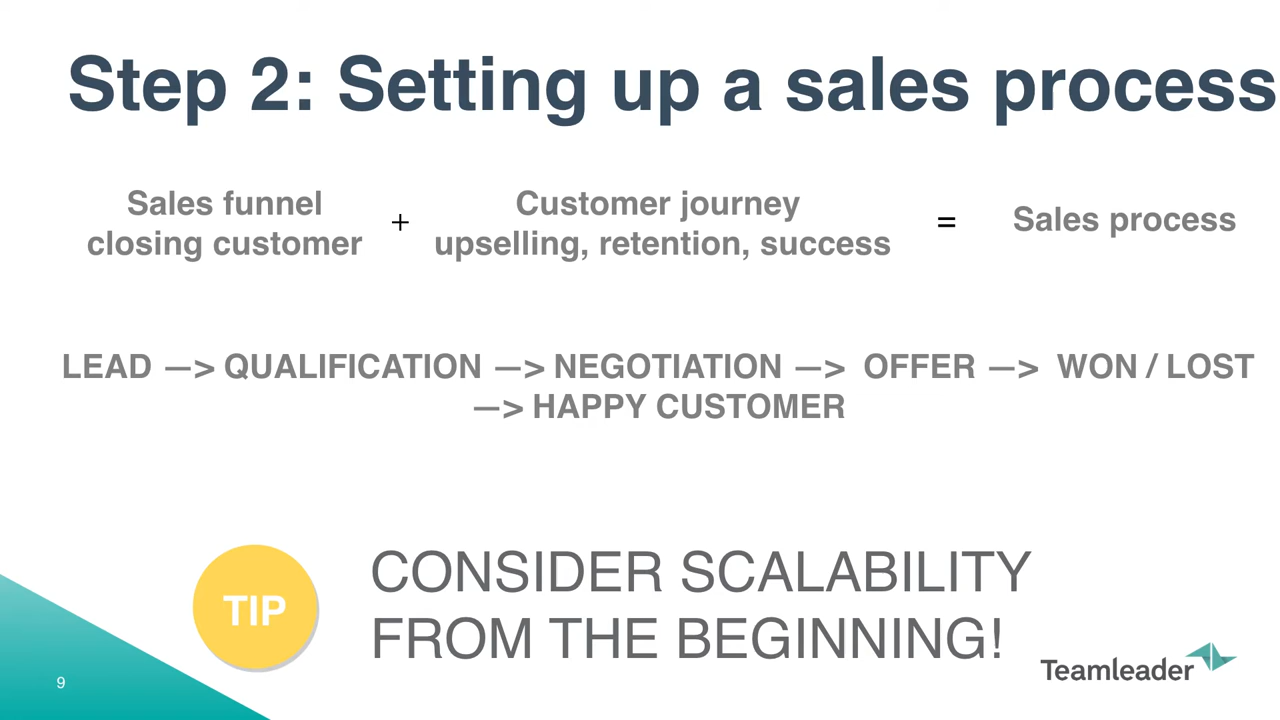 Step 2: Setting up a sales process
Sales funnel
closing customer
+
Customer journey
upselling, retention, success
=
Sales process
LEAD —> QUALIFICATION —> NEGOTIATION —> OFFER —> WON / LOST
—> HAPPY CUSTOMER
TIP
CONSIDER SCALABILITY
FROM THE BEGINNING!
Teamleader
9